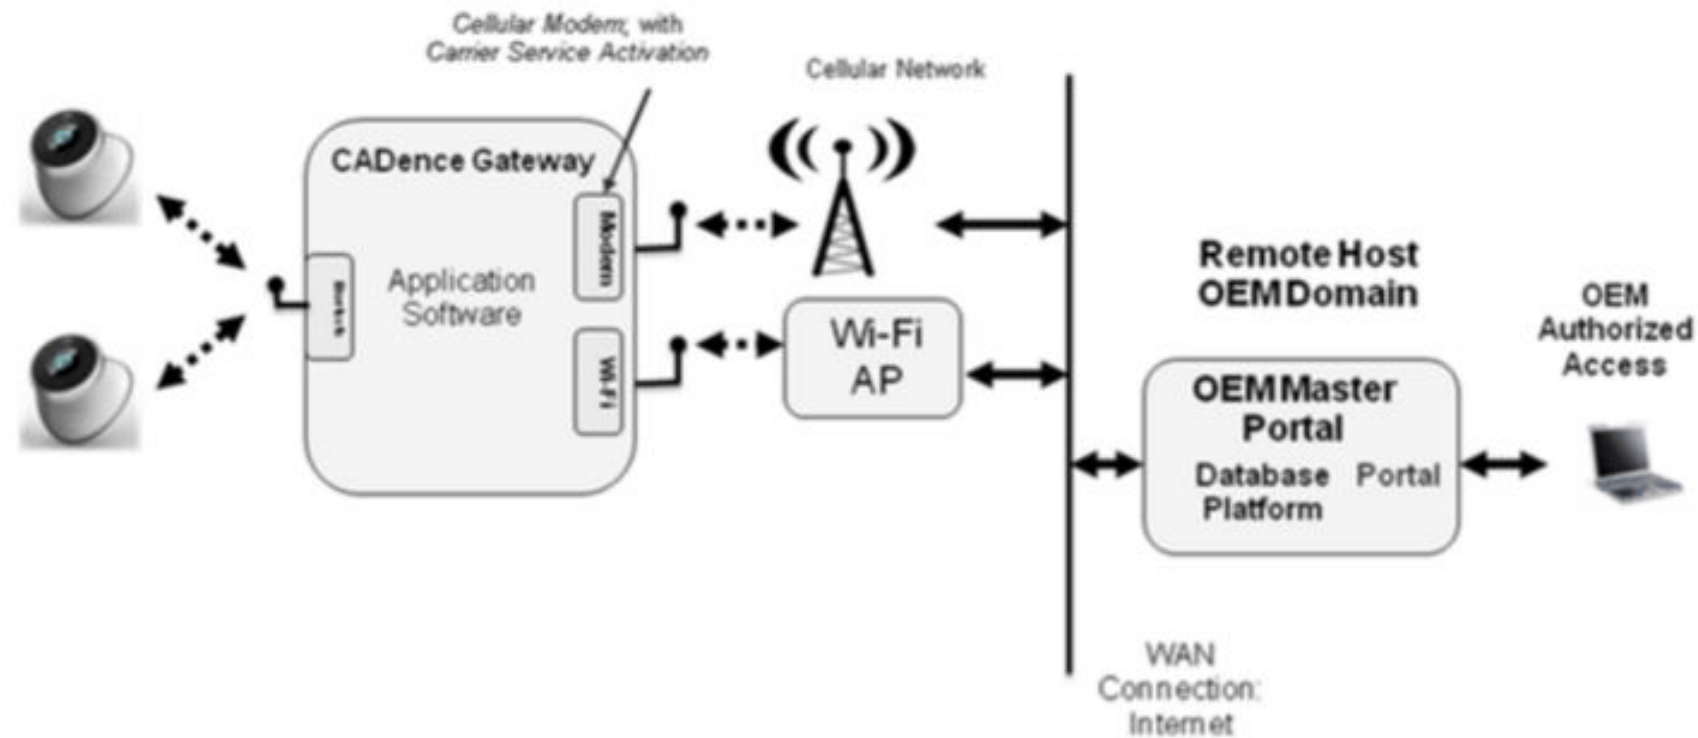 Cellular Modem, with
Carrier Service Activation
Cellular Network
CADence Gateway
Modem
Application
Software
Wi-Fi
Wi-Fi
AP
Remote Host
OEM Domain
OEM
Authorized
Access
OEM Master
Portal
Database Portal
Platform
WAN
Connection:
Internet